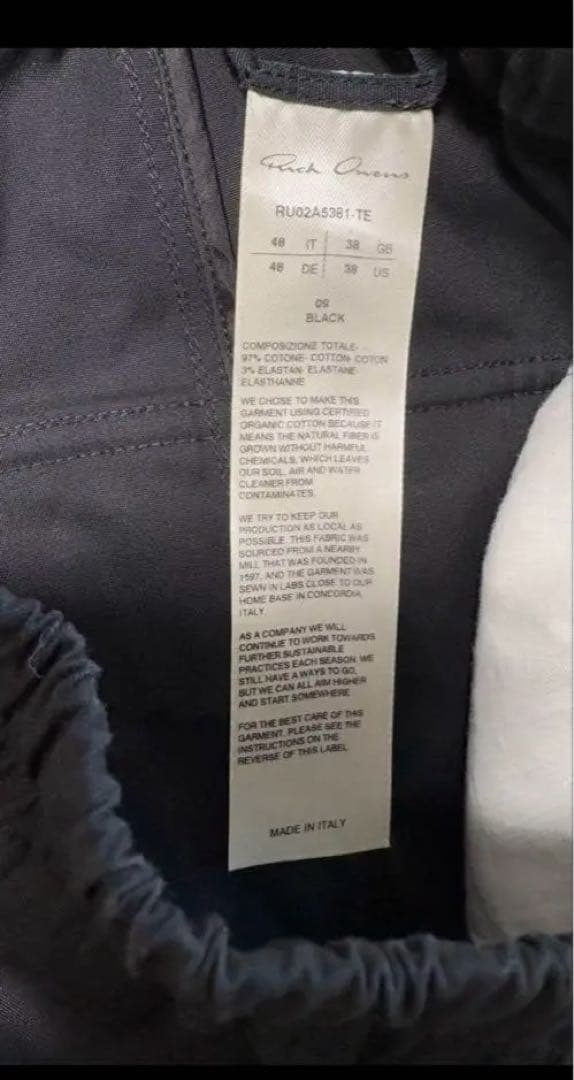 Rick Owens
RU02A5381-TE
48 IT 38 GB
48 DE 38 US
09
BLACK
COMPOSIZIONE TOTALE-
97% COTONE- COTTON- COTON
3% ELASTAN- ELASTANE
ELASTHANNE
WE CHOSE TO MAKE THIS
GARMENT USING CERTIFIED
ORGANIC COTTON BECAUSE IT
MEANS THE NATURAL FIBER IS
GROWN WITHOUT HARMFUL
CHEMICALS, WHICH LEAVES
OUR SOIL, AIR AND WATER
CLEANER FROM
CONTAMINATES.
WE TRY TO KEEP OUR
PRODUCTION AS LOCAL AS
POSSIBLE. THIS FABRIC WAS
SOURCED FROM A NEARBY
MILL THAT WAS FOUNDED IN
1597, AND THE GARMENT WAS
SEWN IN LABS CLOSE TO OUR
HOME BASE IN CONCORDIA,
ITALY.
AS A COMPANY WE WILL
CONTINUE TO WORK TOWARDS
FURTHER SUSTAINABLE
PRACTICES EACH SEASON. WE
STILL HAVE A WAYS TO GO,
BUT WE CAN ALL AIM HIGHER
AND START SOMEWHERE
FOR THE BEST CARE OF THIS
GARMENT, PLEASE SEE THE
INSTRUCTIONS ON THE
REVERSE OF THIS LABEL.
MADE IN ITALY